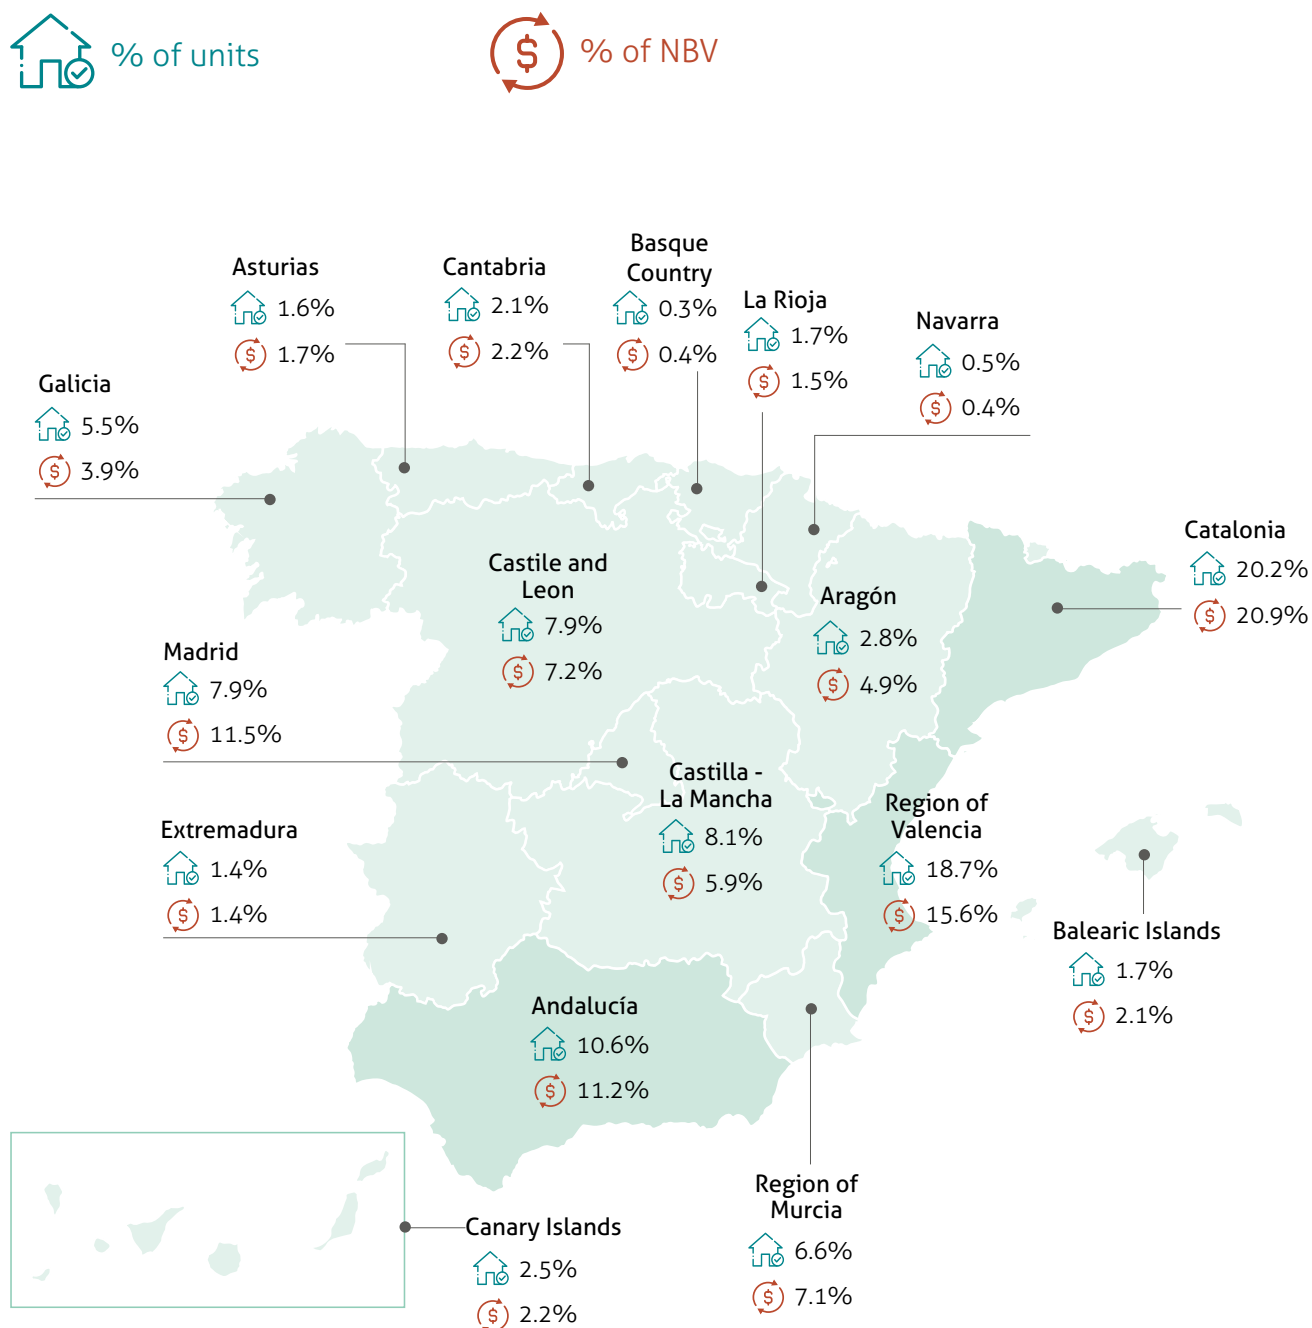 % of units
% of NBV
Asturias
1.6%
1.7%
Cantabria
2.1%
2.2%
Basque
Country
0.3%
0.4%
La Rioja
1.7%
1.5%
Navarra
0.5%
0.4%
Galicia
5.5%
3.9%
Catalonia
20.2%
20.9%
Castile and
Leon
7.9%
7.2%
Aragón
2.8%
4.9%
Madrid
7.9%
11.5%
Castilla -
La Mancha
8.1%
5.9%
Region of
Valencia
18.7%
15.6%
Extremadura
1.4%
1.4%
Balearic Islands
1.7%
2.1%
Andalucía
10.6%
11.2%
Region of
Murcia
6.6%
7.1%
Canary Islands
2.5%
2.2%